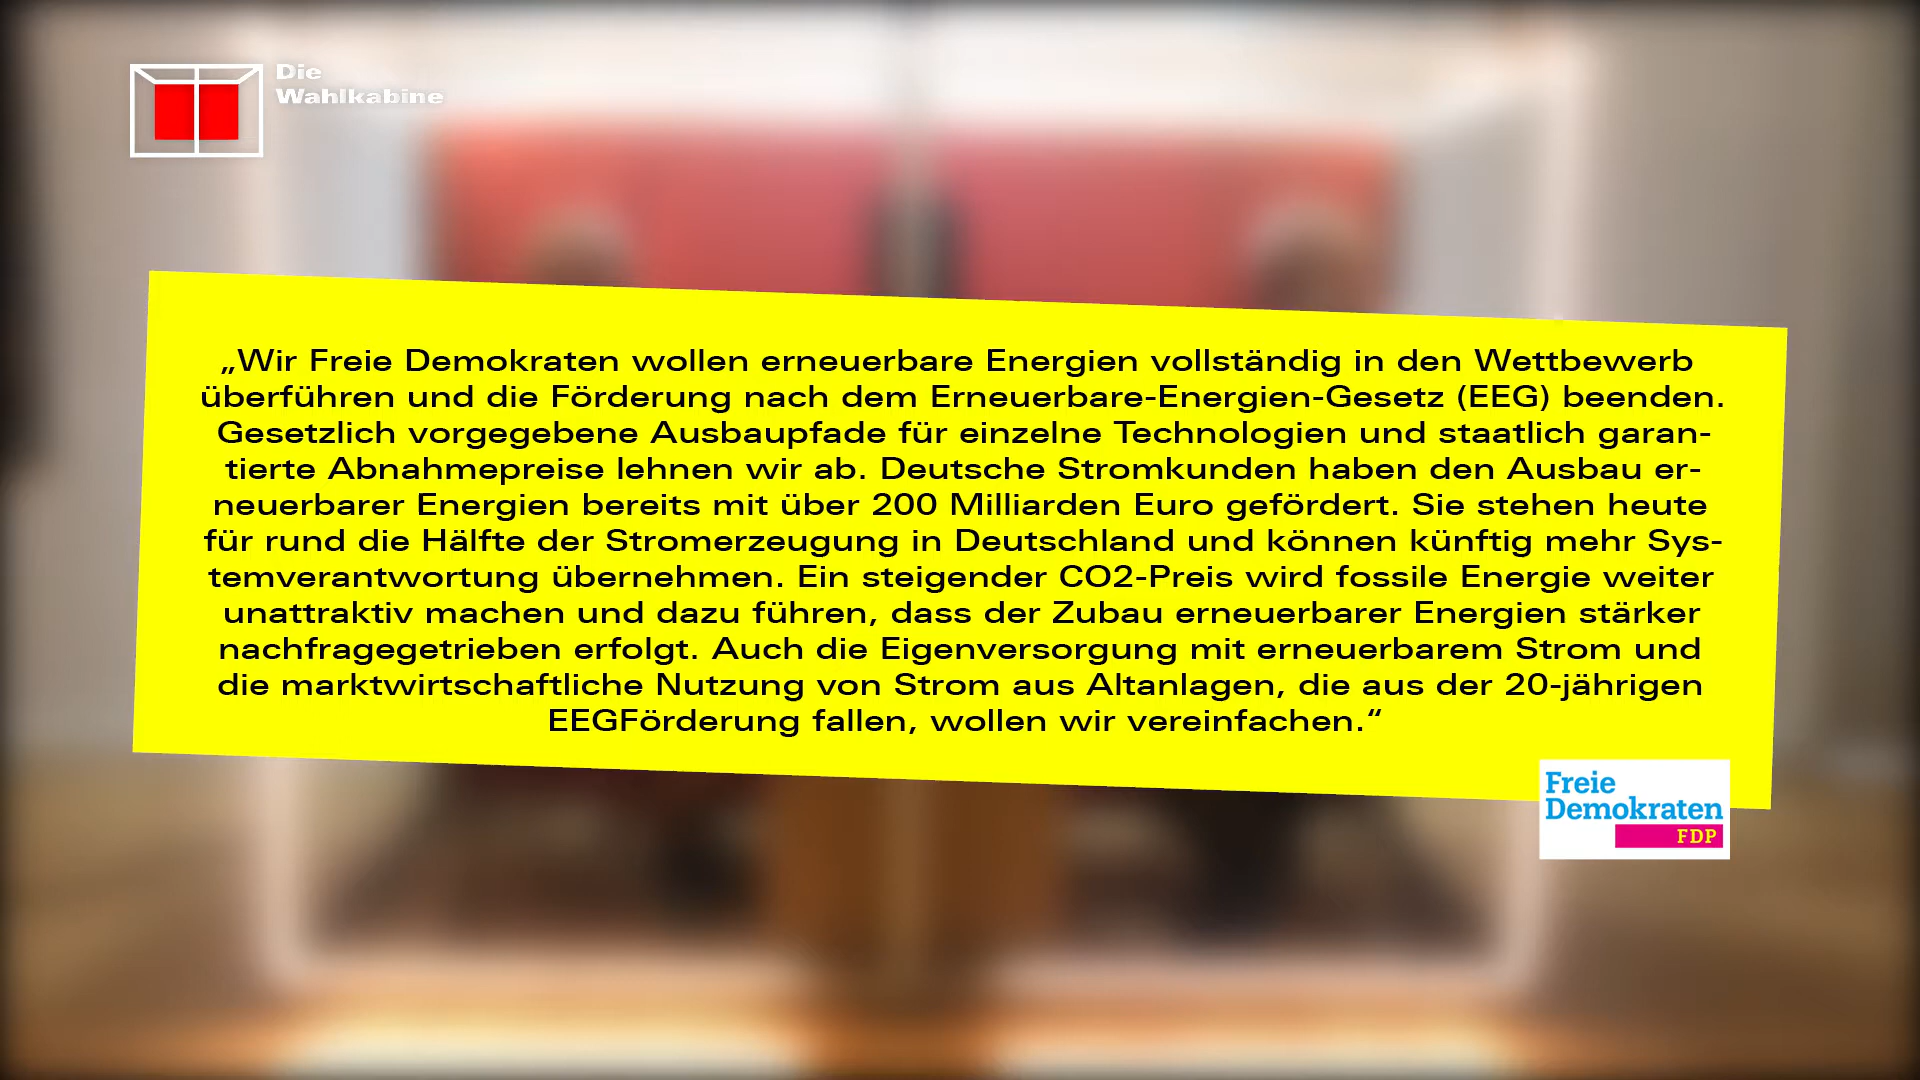 Die
Wahlkabine
„Wir Freie Demokraten wollen erneuerbare Energien vollständig in den Wettbewerb
überführen und die Förderung nach dem Erneuerbare-Energien-Gesetz (EEG) beenden.
Gesetzlich vorgegebene Ausbaupfade für einzelne Technologien und staatlich garan-
tierte Abnahmepreise lehnen wir ab. Deutsche Stromkunden haben den Ausbau er-
neuerbarer Energien bereits mit über 200 Milliarden Euro gefördert. Sie stehen heute
für rund die Hälfte der Stromerzeugung in Deutschland und können künftig mehr Sys-
temverantwortung übernehmen. Ein steigender CO2-Preis wird fossile Energie weiter
unattraktiv machen und dazu führen, dass der Zubau erneuerbarer Energien stärker
nachfragegetrieben erfolgt. Auch die Eigenversorgung mit erneuerbarem Strom und
die marktwirtschaftliche Nutzung von Strom aus Altanlagen, die aus der 20-jährigen
EEGFörderung fallen, wollen wir vereinfachen.“
Freie
Demokraten
FDP